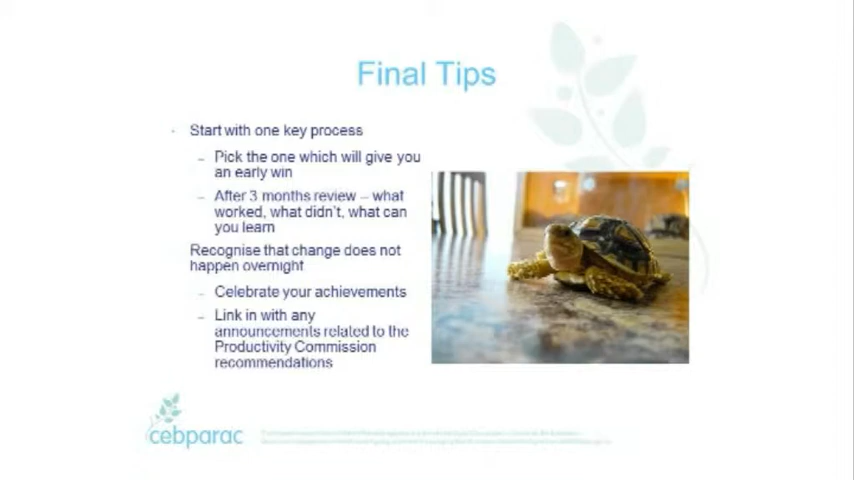 Final Tips
Start with one key process
– Pick the one which will give you
an early win
– After 3 months review – what
worked, what didn't, what can
you learn
Recognise that change does not
happen overnight
– Celebrate your achievements
– Link in with any
announcements related to the
Productivity Commission
recommendations
cebparac